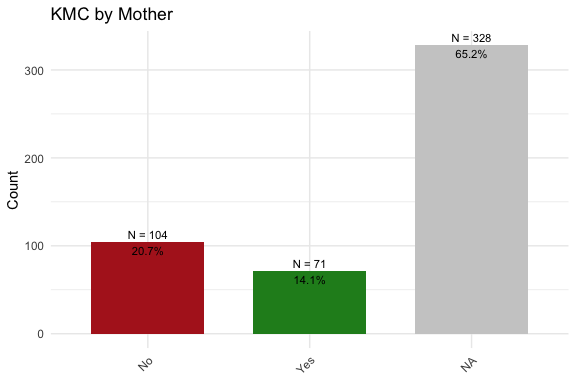 KMC by Mother
Count
300
200
100
0
N = 104
20.7%
N = 71
14.1%
N = 328
65.2%
No
Yes
NA